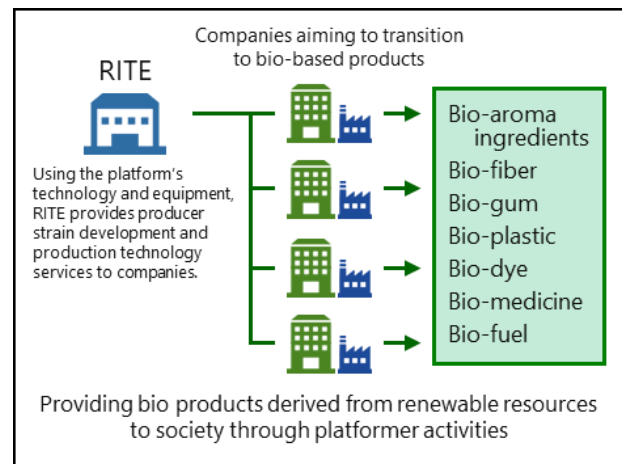 Companies aiming to transition
to bio-based products
RITE
Using the platform's
technology and equipment,
RITE provides producer
strain development and
production technology
services to companies.
Bio-aroma
ingredients
Bio-fiber
Bio-gum
Bio-plastic
Bio-dye
Bio-medicine
Bio-fuel
Providing bio products derived from renewable resources
to society through platformer activities